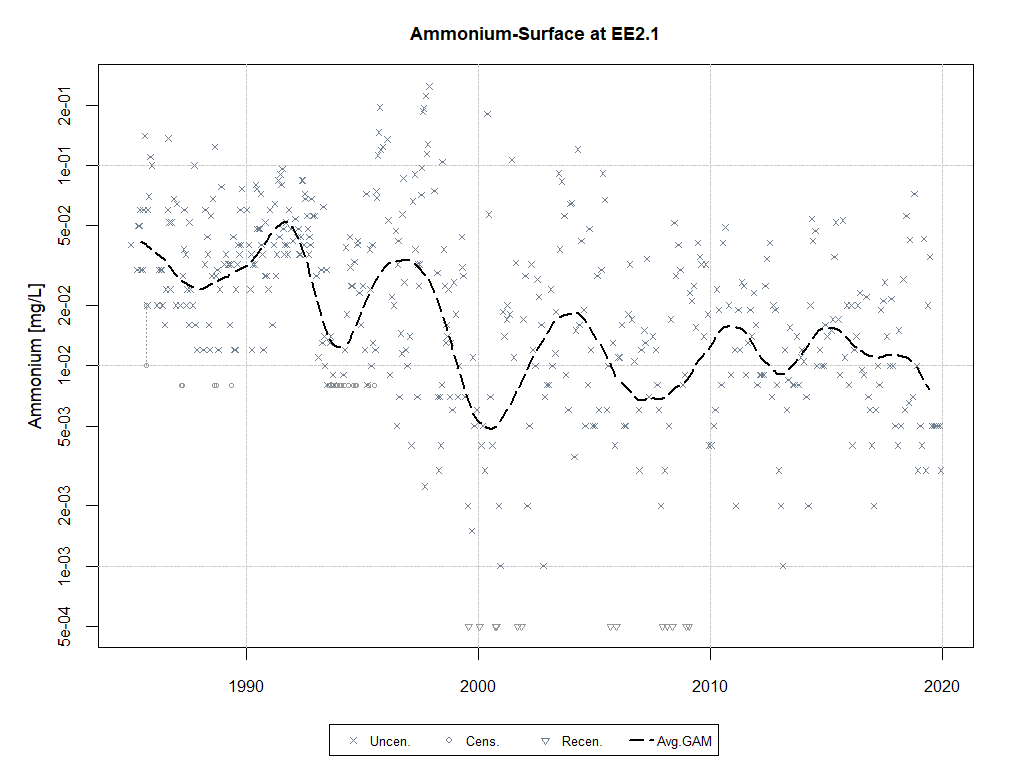 Ammonium-Surface at EE2.1
Ammonium [mg/L]
2e-01
1e-01
5e-02
2e-02
1e-02
5e-03
2e-03
1e-03
5e-04
1990 2000 2010 2020
Uncen. Cens. Recen. Avg.GAM